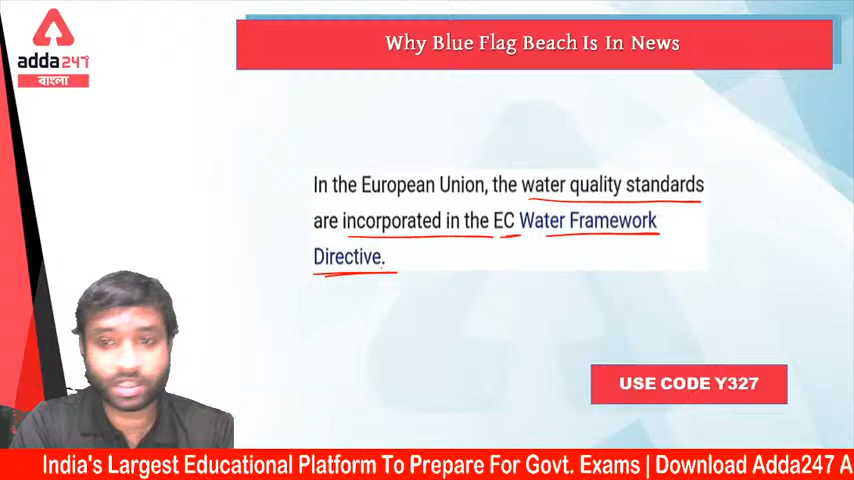 Why Blue Flag Beach Is In News
adda247
বাংলা
In the European Union, the water quality standards
are incorporated in the EC Water Framework
Directive.
USE CODE Y327
India's Largest Educational Platform To Prepare For Govt. Exams | Download Adda247 A